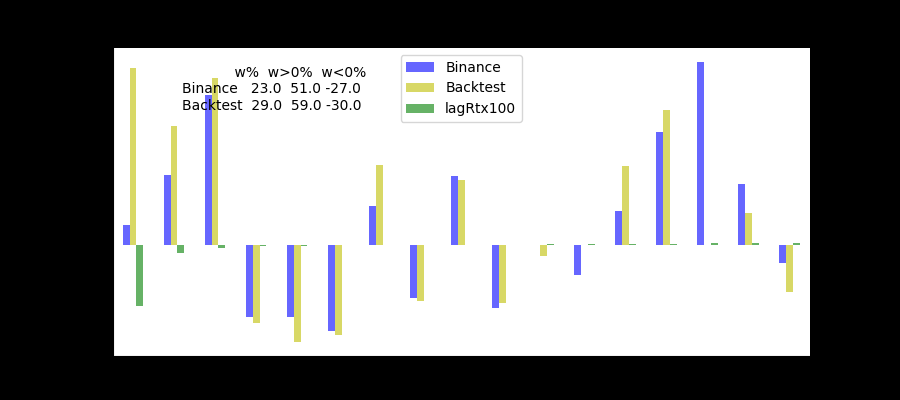 w%  w>0%  w<0%
Binance   23.0  51.0 -27.0
Backtest  29.0  59.0 -30.0
Binance
Backtest
lagRtx100